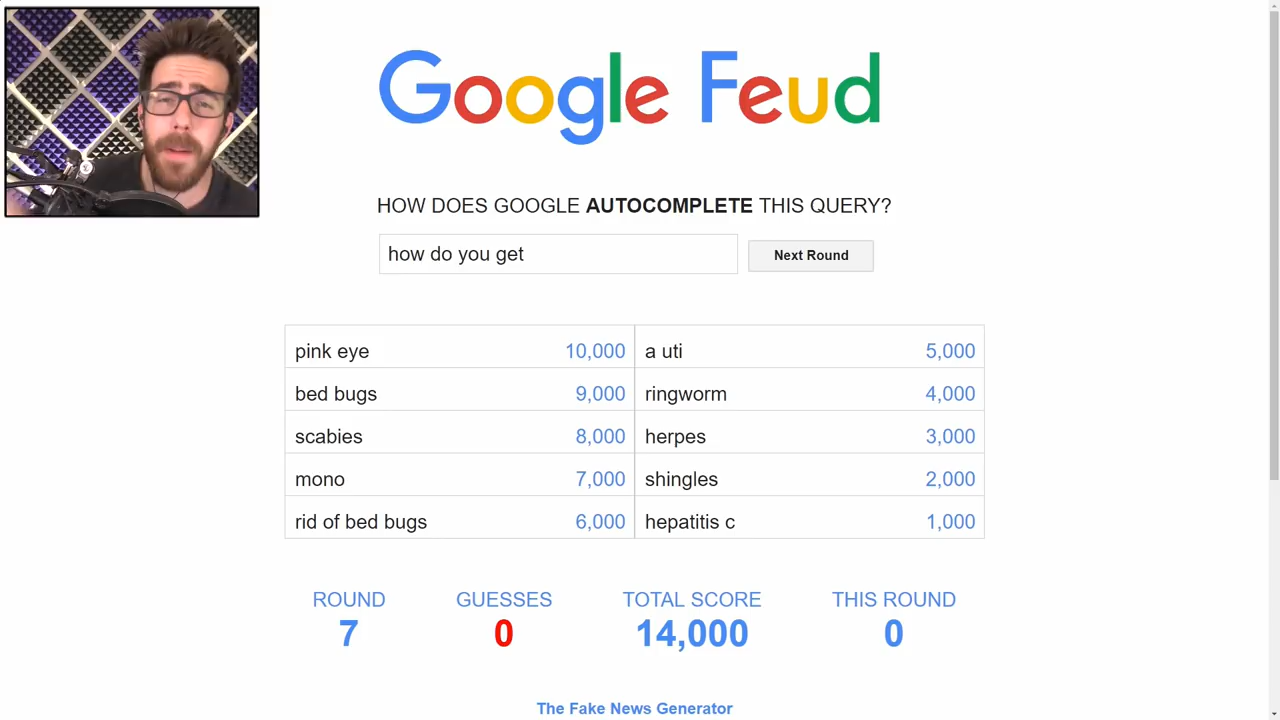 Google Feud
HOW DOES GOOGLE AUTOCOMPLETE THIS QUERY?
how do you get
Next Round
pink eye 10,000 a uti 5,000
bed bugs 9,000 ringworm 4,000
scabies 8,000 herpes 3,000
mono 7,000 shingles 2,000
rid of bed bugs 6,000 hepatitis c 1,000
ROUND GUESSES TOTAL SCORE THIS ROUND
7 0 14,000 0
The Fake News Generator